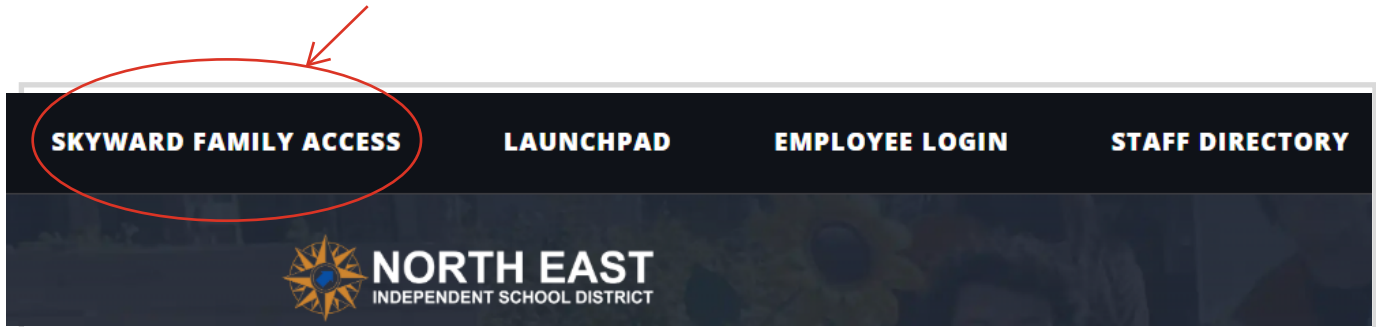 SKYWARD FAMILY ACCESS LAUNCHPAD EMPLOYEE LOGIN STAFF DIRECTORY
NORTH EAST
INDEPENDENT SCHOOL DISTRICT